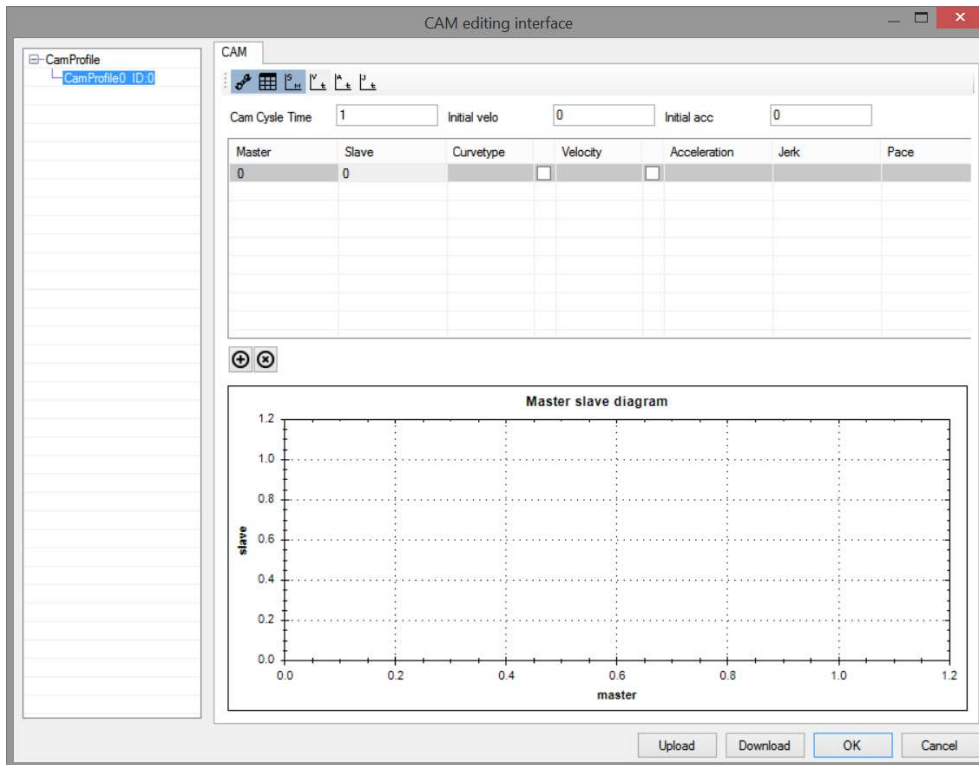 CAM editing interface
CamProfile
CamProfile0 ID:0
CAM
S M V t A t J t
Cam Cysle Time 1 Initial velo 0 Initial acc 0
Master Slave Curvetype Velocity Acceleration Jerk Pace
0 0
Master slave diagram
1.2
1.0
0.8
0.6
0.4
0.2
0.0
slave
0.0 0.2 0.4 0.6 0.8 1.0 1.2
master
Upload Download OK Cancel